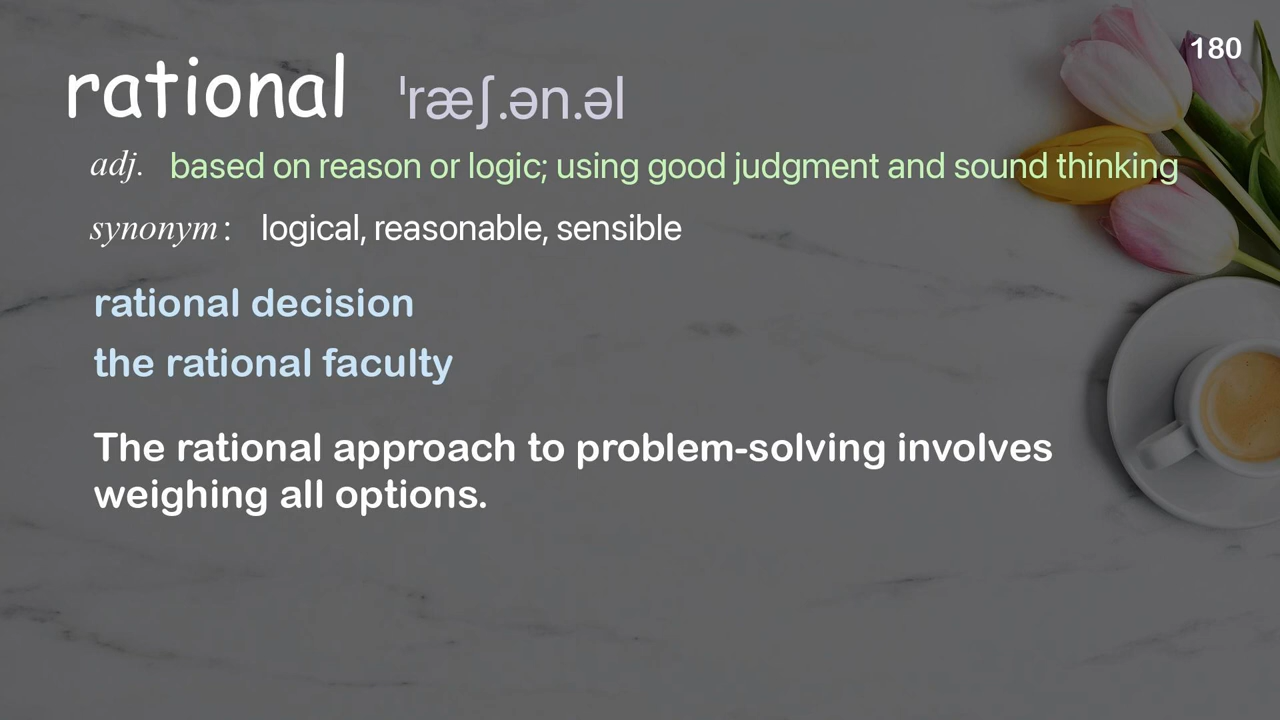 180
rational ˈræʃ.ən.əl
adj. based on reason or logic; using good judgment and sound thinking
synonym: logical, reasonable, sensible
rational decision
the rational faculty
The rational approach to problem-solving involves
weighing all options.